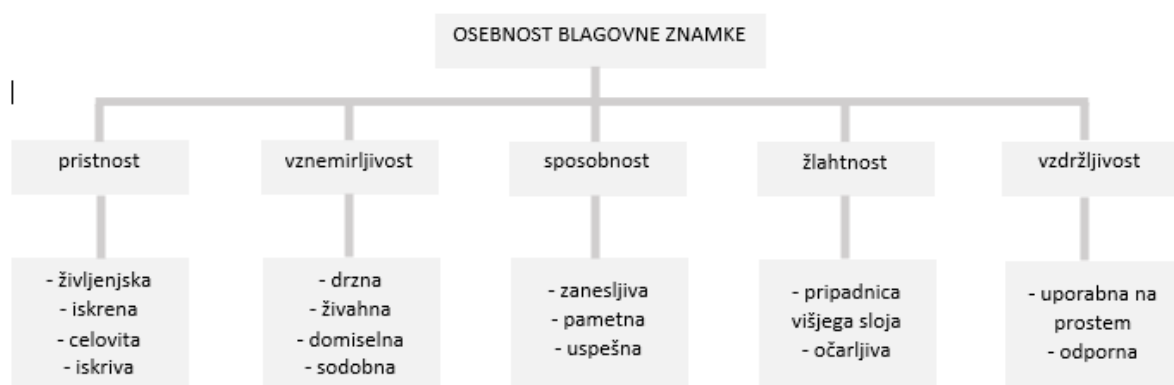 OSEBNOST BLAGOVNE ZNAMKE
pristnost
vznemirljivost
sposobnost
žlahtnost
vzdržljivost
- življenjska
- iskrena
- celovita
- iskriva
- drzna
- živahna
- domiselna
- sodobna
- zanesljiva
- pametna
- uspešna
- pripadnica
višjega sloja
- očarljiva
- uporabna na
prostem
- odporna